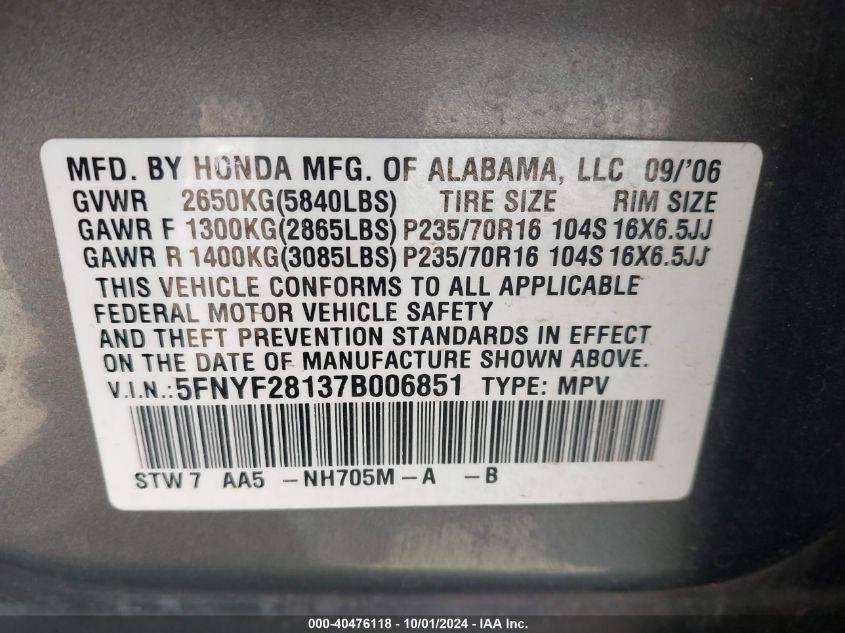 MFD. BY HONDA MFG. OF ALABAMA, LLC 09/'06
GVWR 2650KG(5840LBS) TIRE SIZE RIM SIZE
GAWR F 1300KG(2865LBS) P235/70R16 104S 16X6.5JJ
GAWR R 1400KG(3085LBS) P235/70R16 104S 16X6.5JJ
THIS VEHICLE CONFORMS TO ALL APPLICABLE
FEDERAL MOTOR VEHICLE SAFETY
AND THEFT PREVENTION STANDARDS IN EFFECT
ON THE DATE OF MANUFACTURE SHOWN ABOVE.
V.I.N.:5FNYF28137B006851 TYPE: MPV
STW7 AA5 -NH705M-A -B
000-40476118 - 10/01/2024 - IAA Inc.